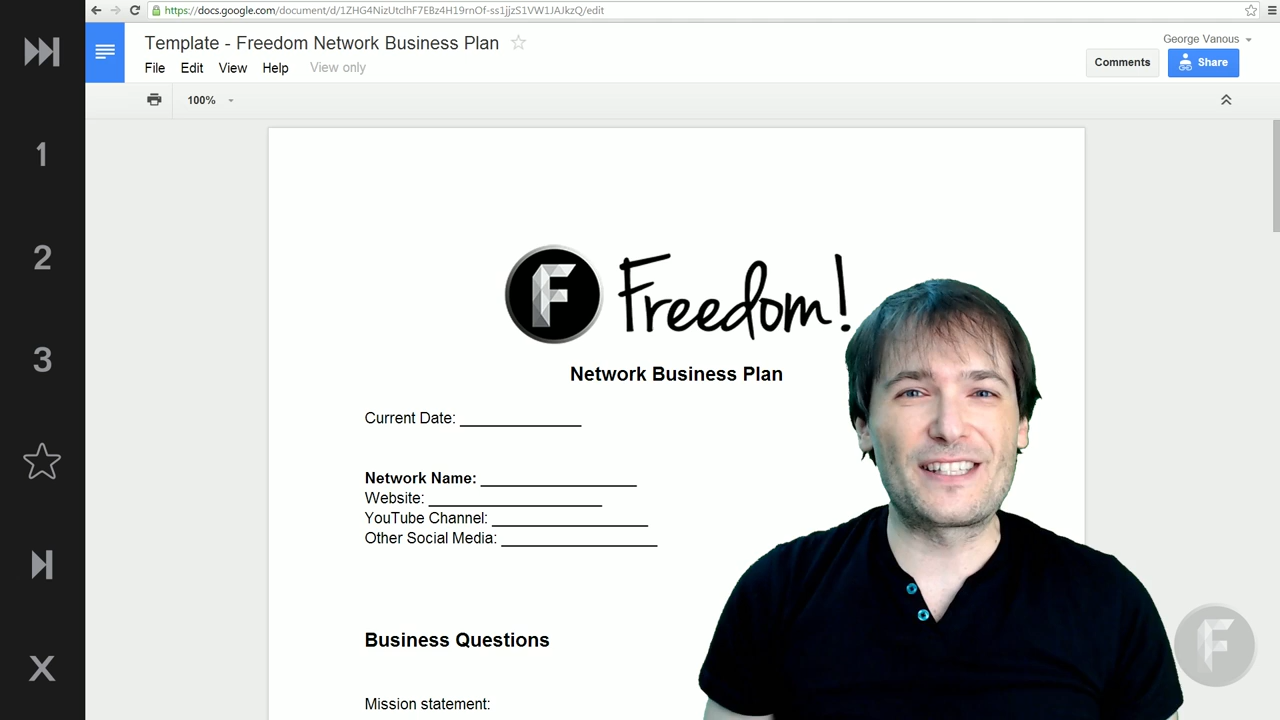 https://docs.google.com/document/d/1ZHG4NizUtclhF7EBz4H19rnOf-ss1jjzS1VW1JAJkzQ/edit
Template - Freedom Network Business Plan
George Vanous
File Edit View Help View only
Comments
Share
100%
1
2
3
X
F Freedom!
Network Business Plan
Current Date: ______________
Network Name: __________________
Website: ____________________
YouTube Channel: __________________
Other Social Media: __________________
Business Questions
Mission statement:
F